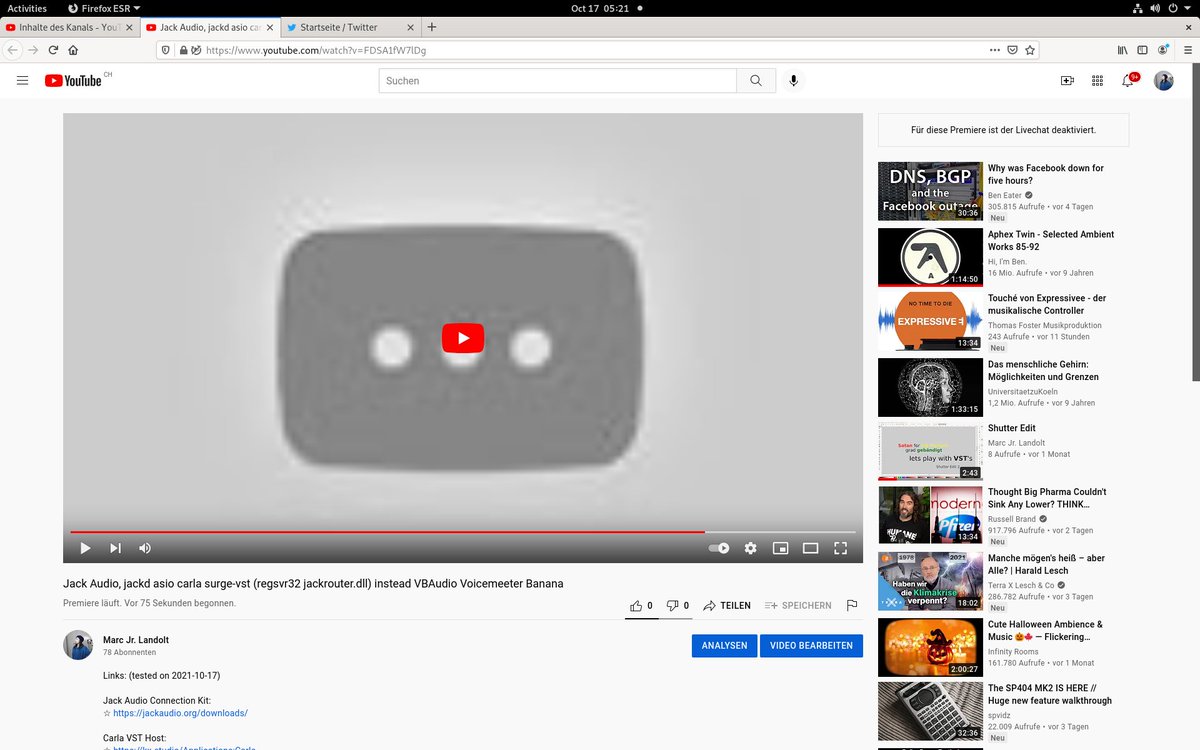 Activities Firefox ESR Oct 17 05:21
Inhalte des Kanals - YouT Jack Audio, jackd asio car Startseite / Twitter
https://www.youtube.com/watch?v=FDSA1fW7lDg
YouTube CH Suchen 9+
Für diese Premiere ist der Livechat deaktiviert.
DNS, BGP
and the
Facebook outage
30:36
Why was Facebook down for
five hours?
Ben Eater
305.815 Aufrufe • vor 4 Tagen
Neu
A
1:14:50
Aphex Twin - Selected Ambient
Works 85-92
Hi, I'm Ben.
16 Mio. Aufrufe • vor 9 Jahren
NO TIME TO DIE
EXPRESSIVE
13:34
Touché von Expressivee - der
musikalische Controller
Thomas Foster Musikproduktion
243 Aufrufe • vor 11 Stunden
Neu
1:33:15
Das menschliche Gehirn:
Möglichkeiten und Grenzen
UniversitaetzuKoeln
1,2 Mio. Aufrufe • vor 9 Jahren
lets play with VST's
2:43
Shutter Edit
Marc Jr. Landolt
8 Aufrufe • vor 1 Monat
HUMANE
modern
Pfizer
13:34
Thought Big Pharma Couldn't
Sink Any Lower? THINK...
Russell Brand
917.796 Aufrufe • vor 2 Tagen
Neu
1978 2021
Haben wir
die Klimakrise
verpennt?
18:02
Manche mögen's heiß – aber
Alle? | Harald Lesch
Terra X Lesch & Co
286.782 Aufrufe • vor 3 Tagen
Neu
2:00:27
Cute Halloween Ambience &
Music 🎃🍁 — Flickering...
Infinity Rooms
161.780 Aufrufe • vor 1 Monat
32:36
The SP404 MK2 IS HERE //
Huge new feature walkthrough
spvidz
22.009 Aufrufe • vor 3 Tagen
Neu
Jack Audio, jackd asio carla surge-vst (regsvr32 jackrouter.dll) instead VBAudio Voicemeeter Banana
Premiere läuft. Vor 75 Sekunden begonnen.
0 0 TEILEN SPEICHERN
Marc Jr. Landolt
78 Abonnenten
ANALYSEN VIDEO BEARBEITEN
Links: (tested on 2021-10-17)
Jack Audio Connection Kit:
☆ https://jackaudio.org/downloads/
Carla VST Host:
☆ https://kx.studio/Applications:Carla